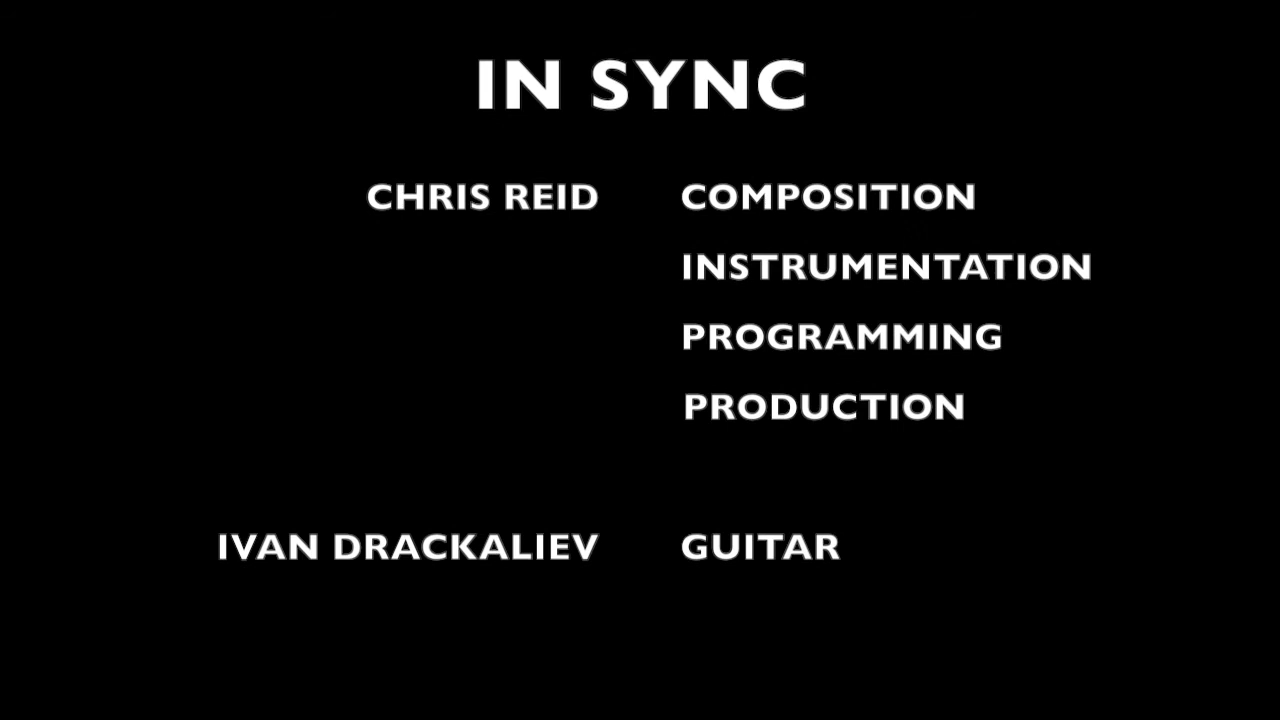 IN SYNC
CHRIS REID COMPOSITION
INSTRUMENTATION
PROGRAMMING
PRODUCTION
IVAN DRACKALIEV GUITAR